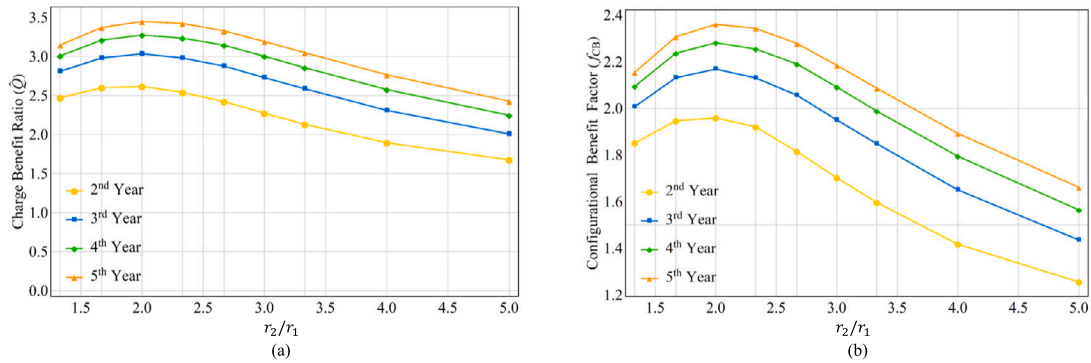 3.5
3.0
2.5
2.0
1.5
1.0
0.5
0.0
Charge Benefit Ratio (Q̂)
2nd Year
3rd Year
4th Year
5th Year
1.5 2.0 2.5 3.0 3.5 4.0 4.5 5.0
r2/r1
(a)
2.4
2.2
2.0
1.8
1.6
1.4
1.2
Configurational Benefit Factor (fCB)
2nd Year
3rd Year
4th Year
5th Year
1.5 2.0 2.5 3.0 3.5 4.0 4.5 5.0
r2/r1
(b)